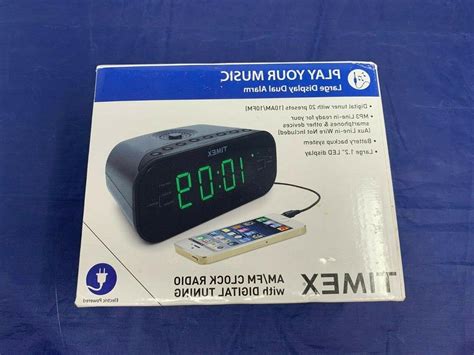 PLAY YOUR MUSIC
Large Display Dual Alarm
• Digital tuner with 20 presets [10AM/10FM]
• MP3 Line-in ready for your
smartphones & other devices
[Aux Line-in Wire Not Included]
• Battery backup system
• Large 1.2" LED display
TIMEX
10:03
TIMEX
AM/FM CLOCK RADIO
with DIGITAL TUNING
Electric Powered